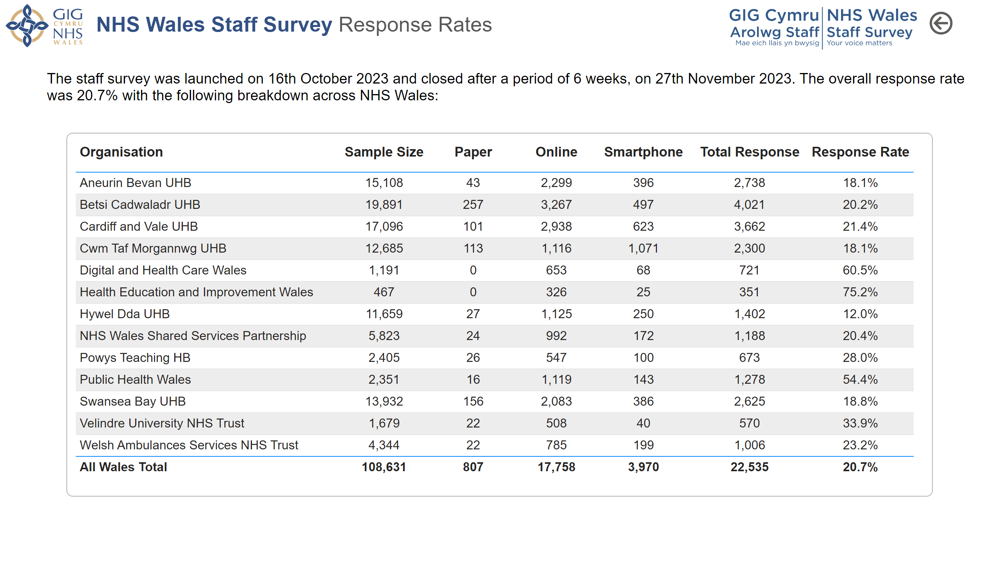 GIG
CYMRU
NHS
WALES
NHS Wales Staff Survey Response Rates
GIG Cymru NHS Wales
Arolwg Staff Staff Survey
Mae eich llais yn bwysig Your voice matters
The staff survey was launched on 16th October 2023 and closed after a period of 6 weeks, on 27th November 2023. The overall response rate
was 20.7% with the following breakdown across NHS Wales:
Organisation Sample Size Paper Online Smartphone Total Response Response Rate
Aneurin Bevan UHB 15,108 43 2,299 396 2,738 18.1%
Betsi Cadwaladr UHB 19,891 257 3,267 497 4,021 20.2%
Cardiff and Vale UHB 17,096 101 2,938 623 3,662 21.4%
Cwm Taf Morgannwg UHB 12,685 113 1,116 1,071 2,300 18.1%
Digital and Health Care Wales 1,191 0 653 68 721 60.5%
Health Education and Improvement Wales 467 0 326 25 351 75.2%
Hywel Dda UHB 11,659 27 1,125 250 1,402 12.0%
NHS Wales Shared Services Partnership 5,823 24 992 172 1,188 20.4%
Powys Teaching HB 2,405 26 547 100 673 28.0%
Public Health Wales 2,351 16 1,119 143 1,278 54.4%
Swansea Bay UHB 13,932 156 2,083 386 2,625 18.8%
Velindre University NHS Trust 1,679 22 508 40 570 33.9%
Welsh Ambulances Services NHS Trust 4,344 22 785 199 1,006 23.2%
All Wales Total 108,631 807 17,758 3,970 22,535 20.7%